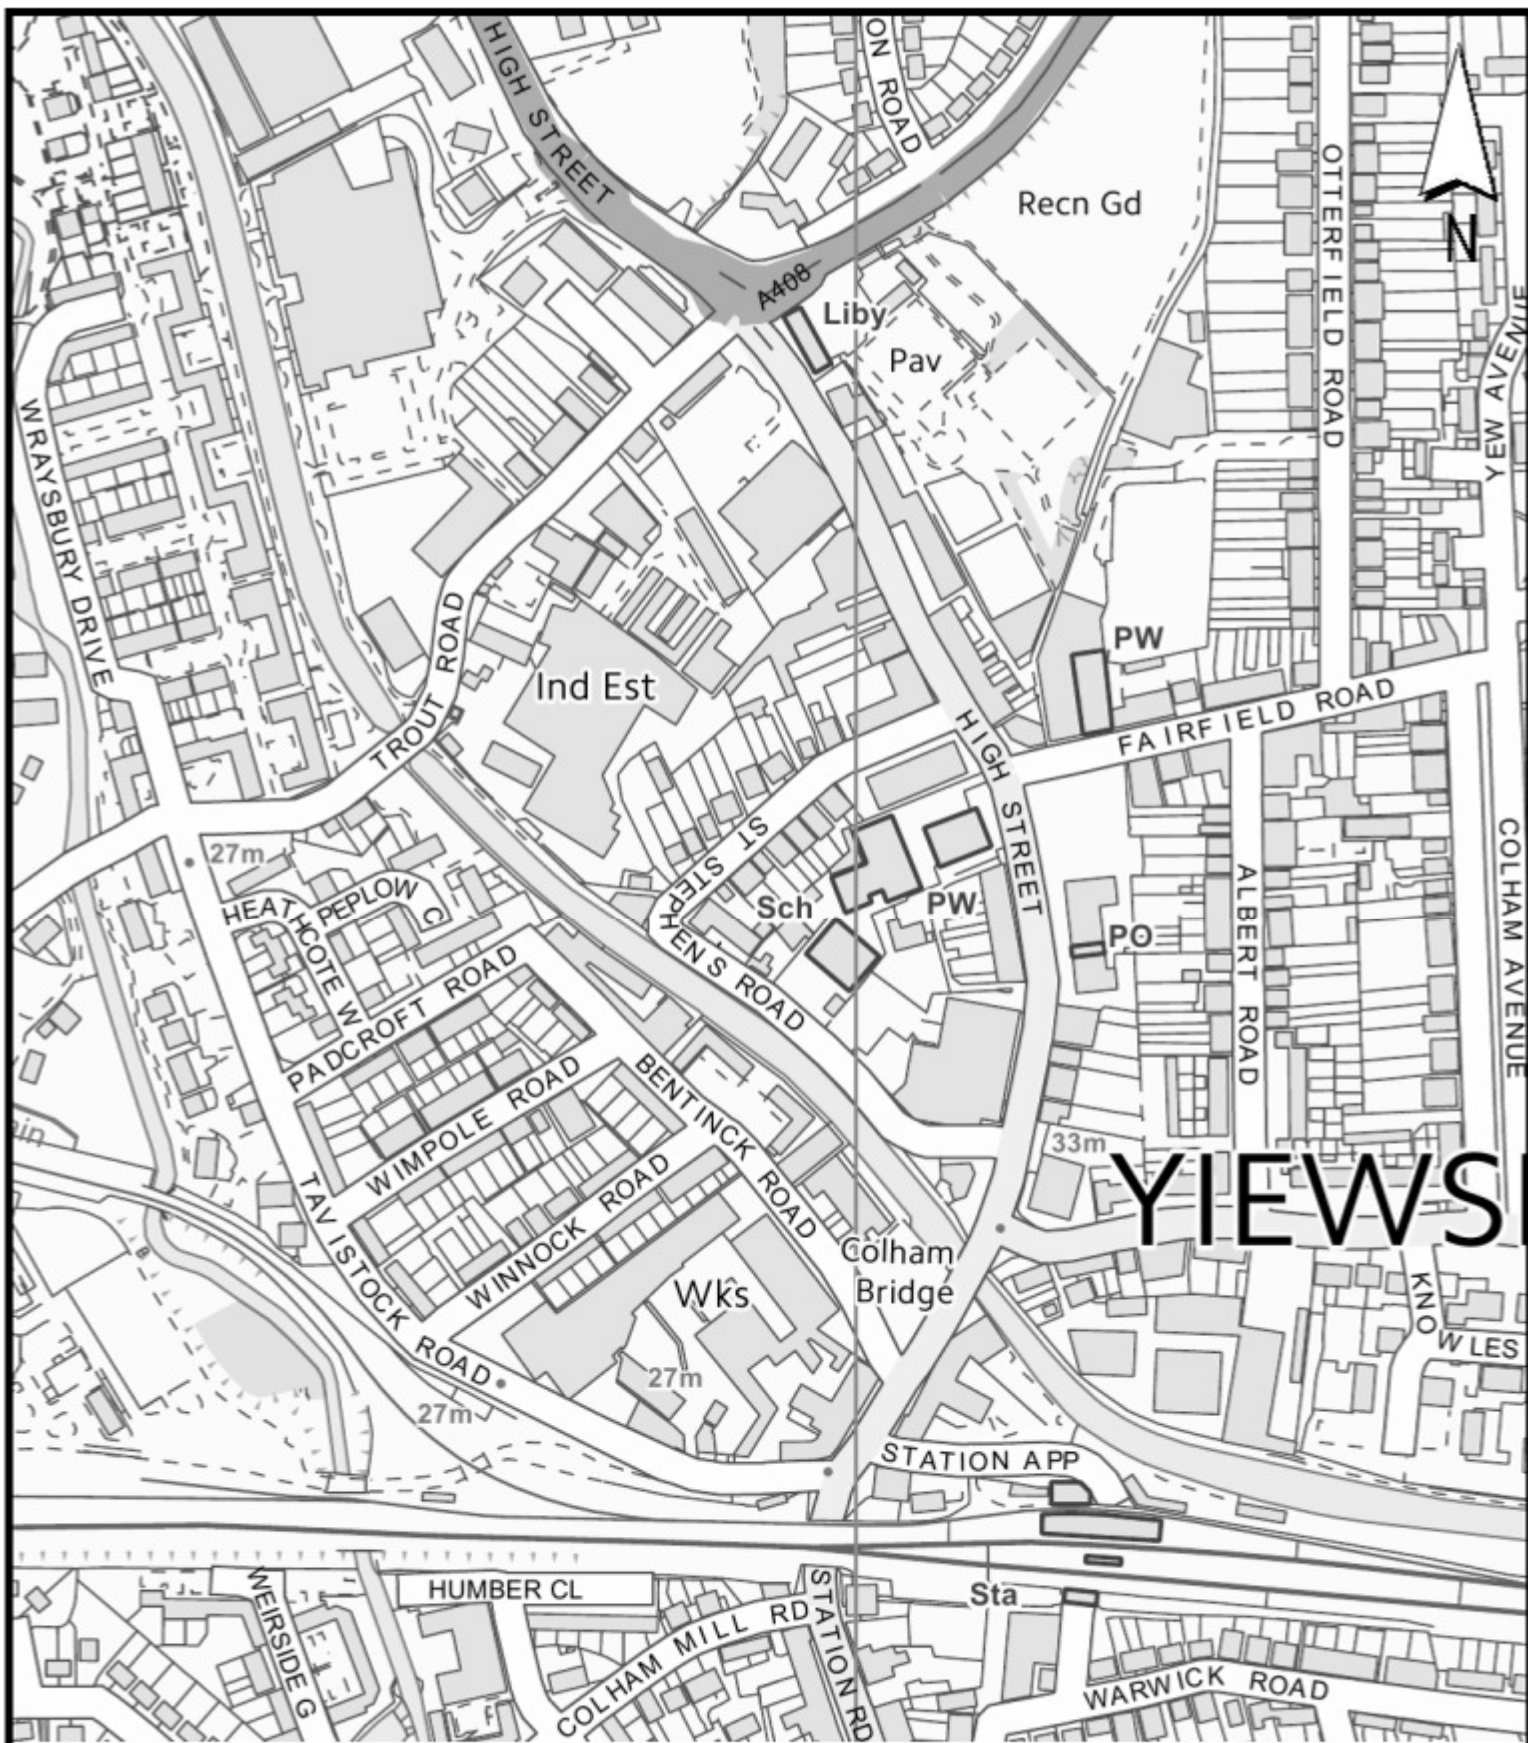 HIGH STREET
ON ROAD
OTTERFIELD ROAD
Recn Gd
N
A408
Liby
Pav
YEW AVENUE
WRAYSBURY DRIVE
TROUT ROAD
Ind Est
PW
HIGH STREET
FAIRFIELD ROAD
ST STEPHENS ROAD
27m
HEATHCOTE W
PEPLOW C
Sch
PW
PO
ALBERT ROAD
COLHAM AVENUE
PADCROFT ROAD
WIMPOLE ROAD
BENTINCK ROAD
33m
YIEWS
WINNOCK ROAD
TAVISTOCK ROAD
Colham
Bridge
Wks
KNOWLES
27m
27m
STATION APP
HUMBER CL
Sta
WEIRSIDE G
COLHAM MILL RD
STATION RD
WARWICK ROAD